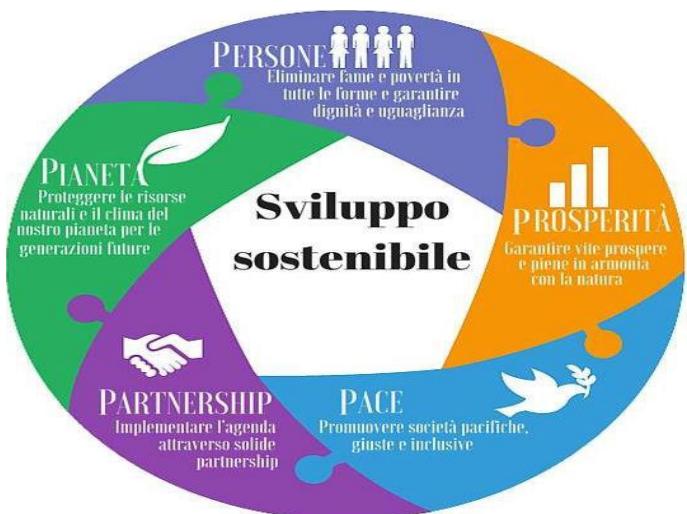 PERSONE
Eliminare fame e povertà in
tutte le forme e garantire
dignità e uguaglianza
PIANETA
Proteggere le risorse
naturali e il clima del
nostro pianeta per le
generazioni future
Sviluppo
sostenibile
PROSPERITÀ
Garantire vite prospere
e piene in armonia
con la natura
PARTNERSHIP
Implementare l'agenda
attraverso solide
partnership
PACE
Promuovere società pacifiche,
giuste e inclusive